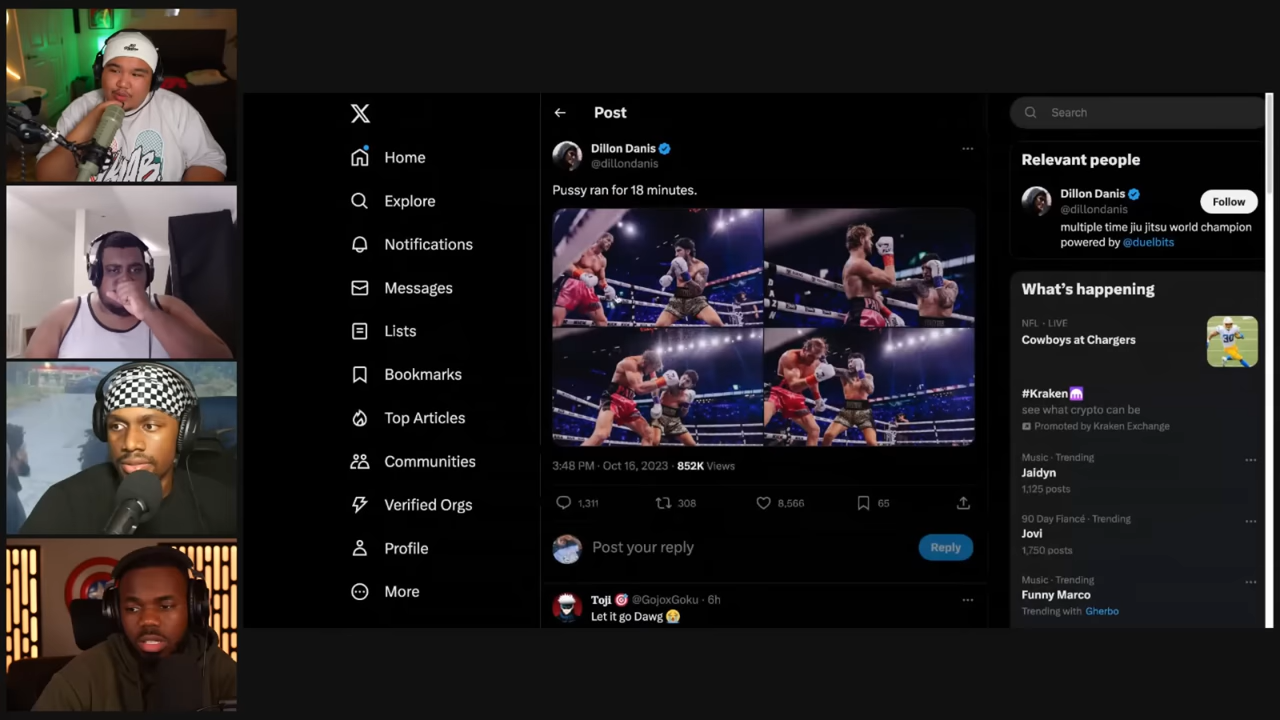 Home
Explore
Notifications
Messages
Lists
Bookmarks
Top Articles
Communities
Verified Orgs
Profile
More
Post
Dillon Danis
@dillondanis
Pussy ran for 18 minutes.
3:48 PM · Oct 16, 2023 · 852K Views
1,311
308
8,566
65
Post your reply
Reply
Toji 🎯 @GojoxGoku · 6h
Let it go Dawg 😭
Search
Relevant people
Dillon Danis
@dillondanis
Follow
multiple time jiu jitsu world champion
powered by @duelbits
What's happening
NFL · LIVE
Cowboys at Chargers
#Kraken
see what crypto can be
Promoted by Kraken Exchange
Music · Trending
Jaidyn
1,125 posts
90 Day Fiancé · Trending
Jovi
1,750 posts
Music · Trending
Funny Marco
Trending with Gherbo